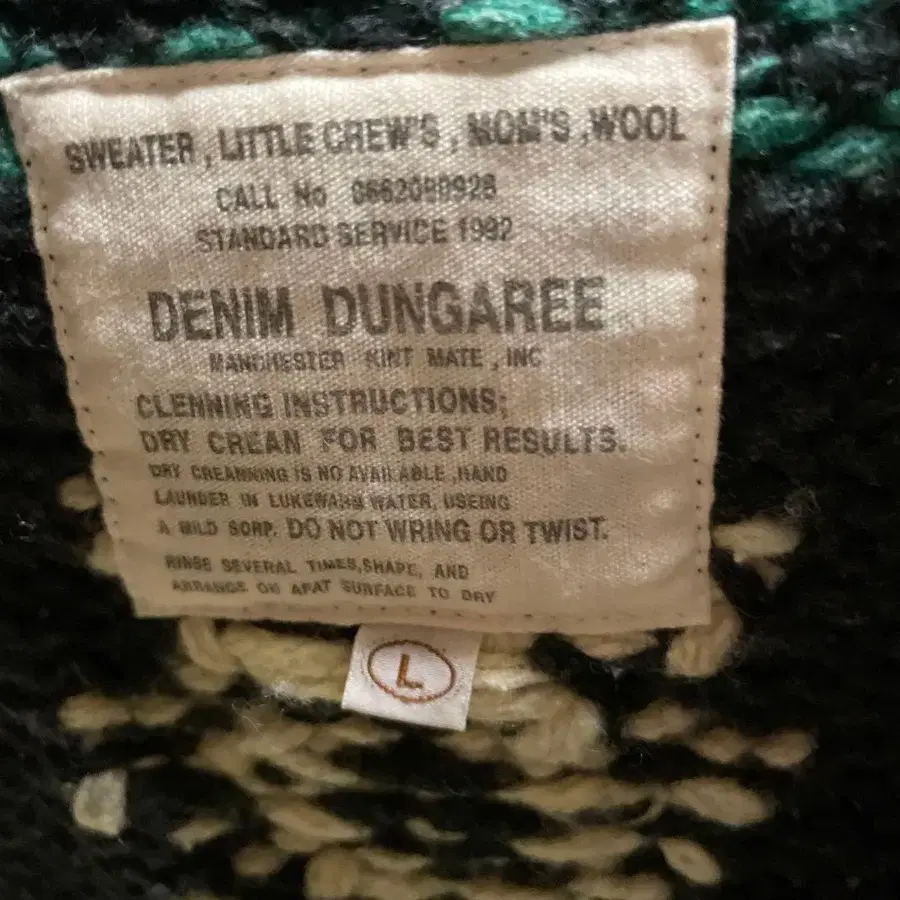 SWEATER , LITTLE CREW'S , MOM'S ,WOOL
CALL No
STANDARD SERVICE 1992
DENIM DUNGAREE
MANCHESTER KINT MATE , INC
CLENNING INSTRUCTIONS;
DRY CREAN FOR BEST RESULTS.
DRY CREANNING IS NO AVAILABLE ,HAND
LAUNDER IN LUKEWARM WATER, USEING
A MILD SORP. DO NOT WRING OR TWIST.
RINSE SEVERAL TIMES,SHAPE, AND
ARRANGE ON AFAT SURFACE TO DRY
L